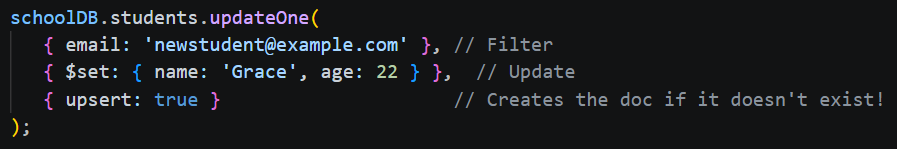 schoolDB.students.updateOne(
{ email: 'newstudent@example.com' }, // Filter
{ $set: { name: 'Grace', age: 22 } }, // Update
{ upsert: true } // Creates the doc if it doesn't exist!
);